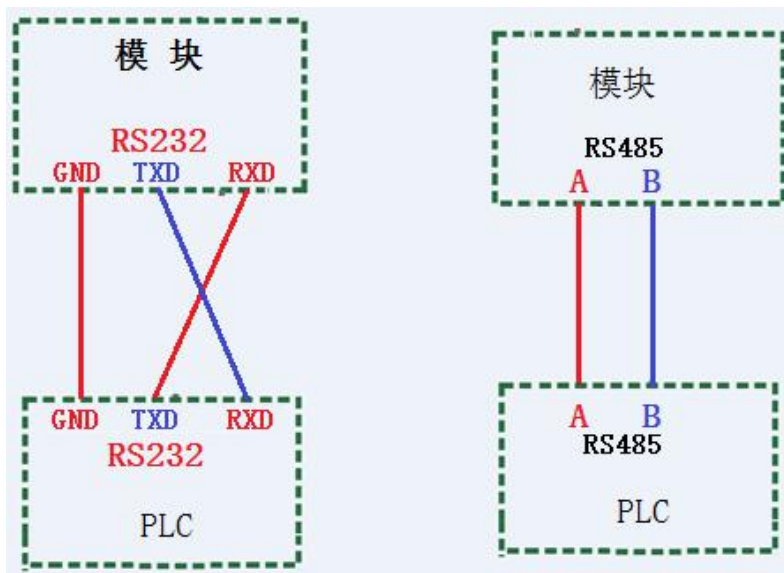 模 块
RS232
GND TXD RXD
GND TXD RXD
RS232
PLC
模块
RS485
A B
A B
RS485
PLC